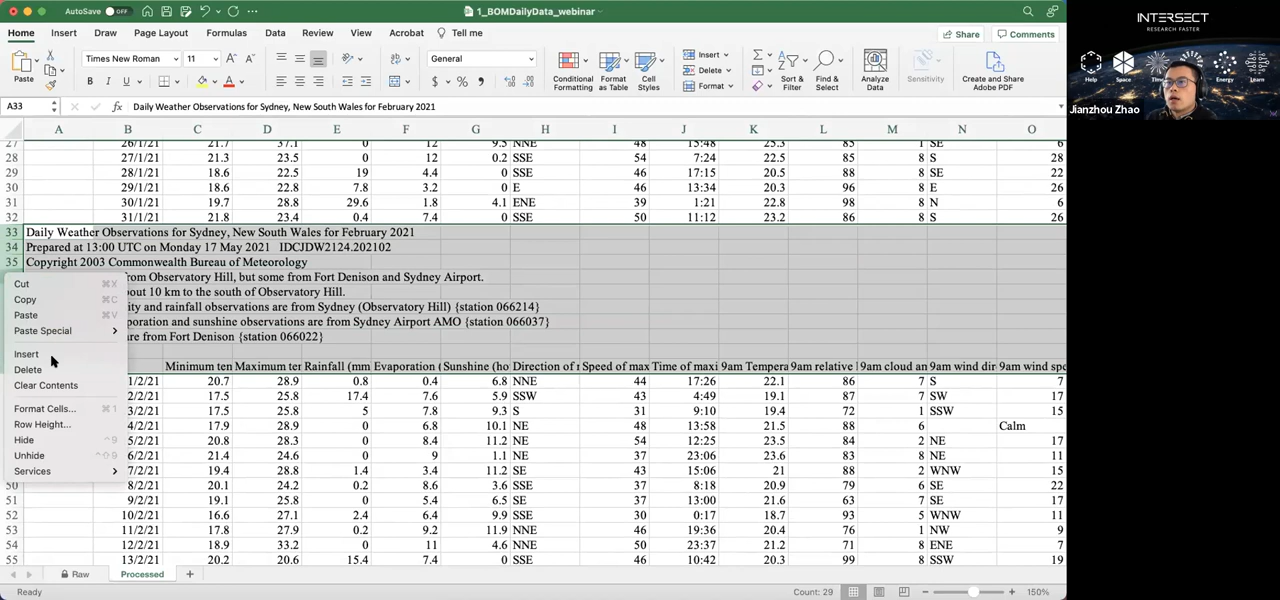 AutoSave OFF 1_BOMDailyData_webinar
Home Insert Draw Page Layout Formulas Data Review View Acrobat Tell me Share Comments
Paste Times New Roman 11 General Conditional Formatting Format as Table Cell Styles Insert Delete Format Sort & Filter Find & Select Analyze Data Sensitivity Create and Share Adobe PDF
A33 fx Daily Weather Observations for Sydney, New South Wales for February 2021
A B C D E F G H I J K L M N O
27 26/1/21 21.7 37.1 0 12 9.5 NNE 48 15:48 25.3 85 1 SE 6
28 27/1/21 21.3 23.5 0 12 0.2 SSE 54 7:24 22.5 85 8 S 28
29 28/1/21 18.6 22.5 19 4.4 0 SSE 46 17:15 20.5 88 8 SE 22
30 29/1/21 18.6 22.8 7.8 3.2 0 E 46 13:34 20.3 96 8 E 26
31 30/1/21 19.7 28.8 29.6 1.8 4.1 ENE 39 1:21 22.8 98 8 N 6
32 31/1/21 21.8 23.4 0.4 7.4 0 SSE 50 11:12 23.2 86 8 S 26
33 Daily Weather Observations for Sydney, New South Wales for February 2021
34 Prepared at 13:00 UTC on Monday 17 May 2021 IDCJDW2124.202102
35 Copyright 2003 Commonwealth Bureau of Meteorology
from Observatory Hill, but some from Fort Denison and Sydney Airport.
bout 10 km to the south of Observatory Hill.
ity and rainfall observations are from Sydney (Observatory Hill) {station 066214}
poration and sunshine observations are from Sydney Airport AMO {station 066037}
are from Fort Denison {station 066022}
Minimum ten Maximum ter Rainfall (mm Evaporation ( Sunshine (ho Direction of r Speed of max Time of maxi 9am Tempera 9am relative 9am cloud an 9am wind dir 9am wind spe
1/2/21 20.7 28.9 0.8 0.4 6.8 NNE 44 17:26 22.1 86 7 S 7
2/2/21 17.5 25.8 17.4 7.6 5.9 SSW 43 4:49 19.1 87 7 SW 17
3/2/21 17.5 25.8 5 7.8 9.3 S 31 9:10 19.4 72 1 SSW 15
4/2/21 17.9 28.9 0 6.8 10.1 NE 48 13:58 21.5 88 6 Calm
5/2/21 20.8 28.3 0 8.4 11.2 NE 54 12:25 23.5 84 2 NE 17
6/2/21 21.4 24.6 0 9 1.1 NE 37 23:06 23.6 83 8 NE 11
7/2/21 19.4 28.8 1.4 3.4 11.2 SE 43 15:06 21 88 2 WNW 15
50 8/2/21 20.1 24.2 0.2 8.6 3.6 SSE 37 8:18 20.9 79 6 SE 22
51 9/2/21 19.1 25.8 0 5.4 6.5 SE 37 13:00 21.6 63 7 SE 17
52 10/2/21 16.6 27.1 2.4 6.4 9.9 SSE 30 0:17 18.7 93 5 WNW 11
53 11/2/21 17.8 27.9 0.2 9.2 11.9 NNE 46 19:36 20.4 76 1 NW 9
54 12/2/21 18.9 33.2 0 11 4.6 NNE 50 23:37 21.2 71 8 ENE 7
55 13/2/21 20.2 20.6 15.4 7.4 0 SSE 46 10:42 20.3 99 8 SSW 19
Cut ⌘X
Copy ⌘C
Paste ⌘V
Paste Special
Insert
Delete
Clear Contents
Format Cells... ⌘1
Row Height...
Hide ^9
Unhide ^⇧9
Services
Raw Processed
Ready Count: 29 150%
INTERSECT
RESEARCH FASTER
Help Space Energy Learn
Jianzhou Zhao